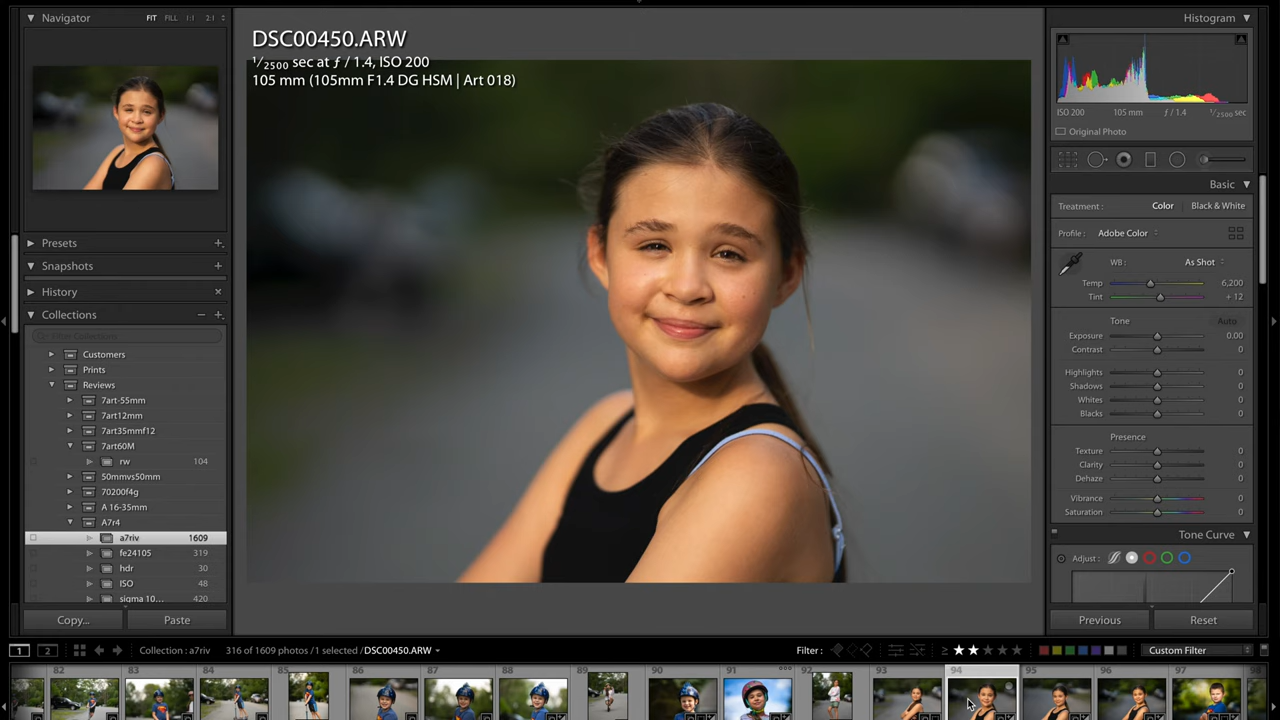 Navigator
FIT
FILL
1:1
2:1
DSC00450.ARW
1/2500 sec at ƒ / 1.4, ISO 200
105 mm (105mm F1.4 DG HSM | Art 018)
Presets
Snapshots
History
Collections
Filter Collections
Customers
Prints
Reviews
7art-55mm
7art12mm
7art35mmf12
7art60M
rw 104
50mmvs50mm
70200f4g
A 16-35mm
A7r4
a7riv 1609
fe24105 319
hdr 30
ISO 48
sigma 10... 420
Copy...
Paste
Histogram
ISO 200 105 mm ƒ / 1.4 1/2500 sec
Original Photo
Basic
Treatment : Color Black & White
Profile : Adobe Color
WB : As Shot
Temp 6,200
Tint + 12
Tone Auto
Exposure 0.00
Contrast 0
Highlights 0
Shadows 0
Whites 0
Blacks 0
Presence
Texture 0
Clarity 0
Dehaze 0
Vibrance 0
Saturation 0
Tone Curve
Adjust :
Previous
Reset
1 2 Collection : a7riv 316 of 1609 photos / 1 selected / DSC00450.ARW Filter : ≥ ★★★★★ Custom Filter
82 83 84 85 86 87 88 89 90 91 92 93 94 95 96 97 98